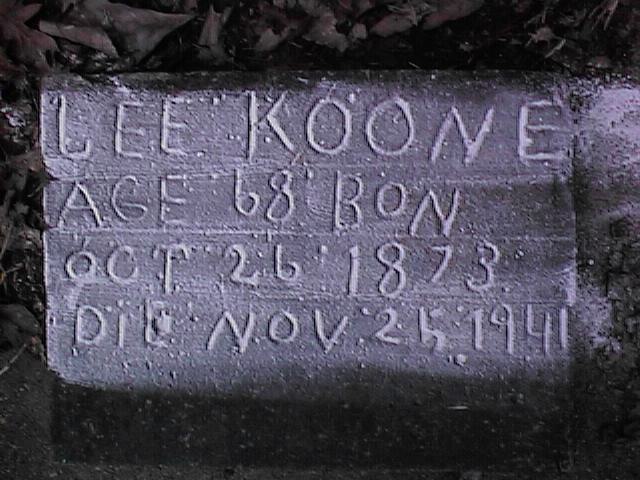 LEE KOONE
AGE 68 BON
OCT 26 1873
DIE NOV 25 1941